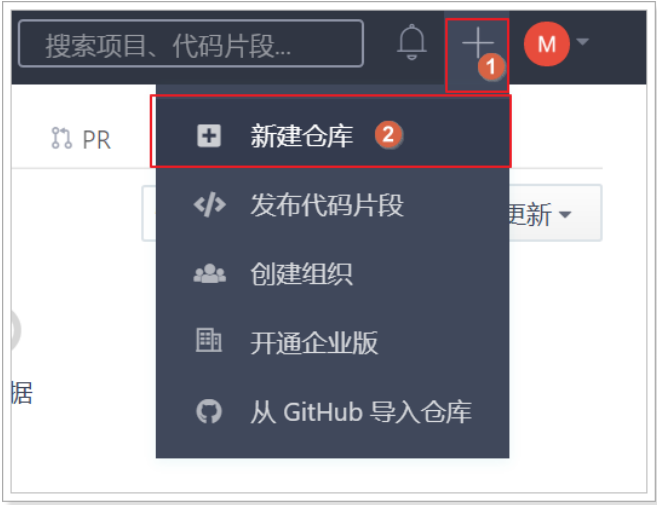 搜索项目、代码片段...
M
1
PR
新建仓库 2
发布代码片段
更新
创建组织
开通企业版
据
从 GitHub 导入仓库